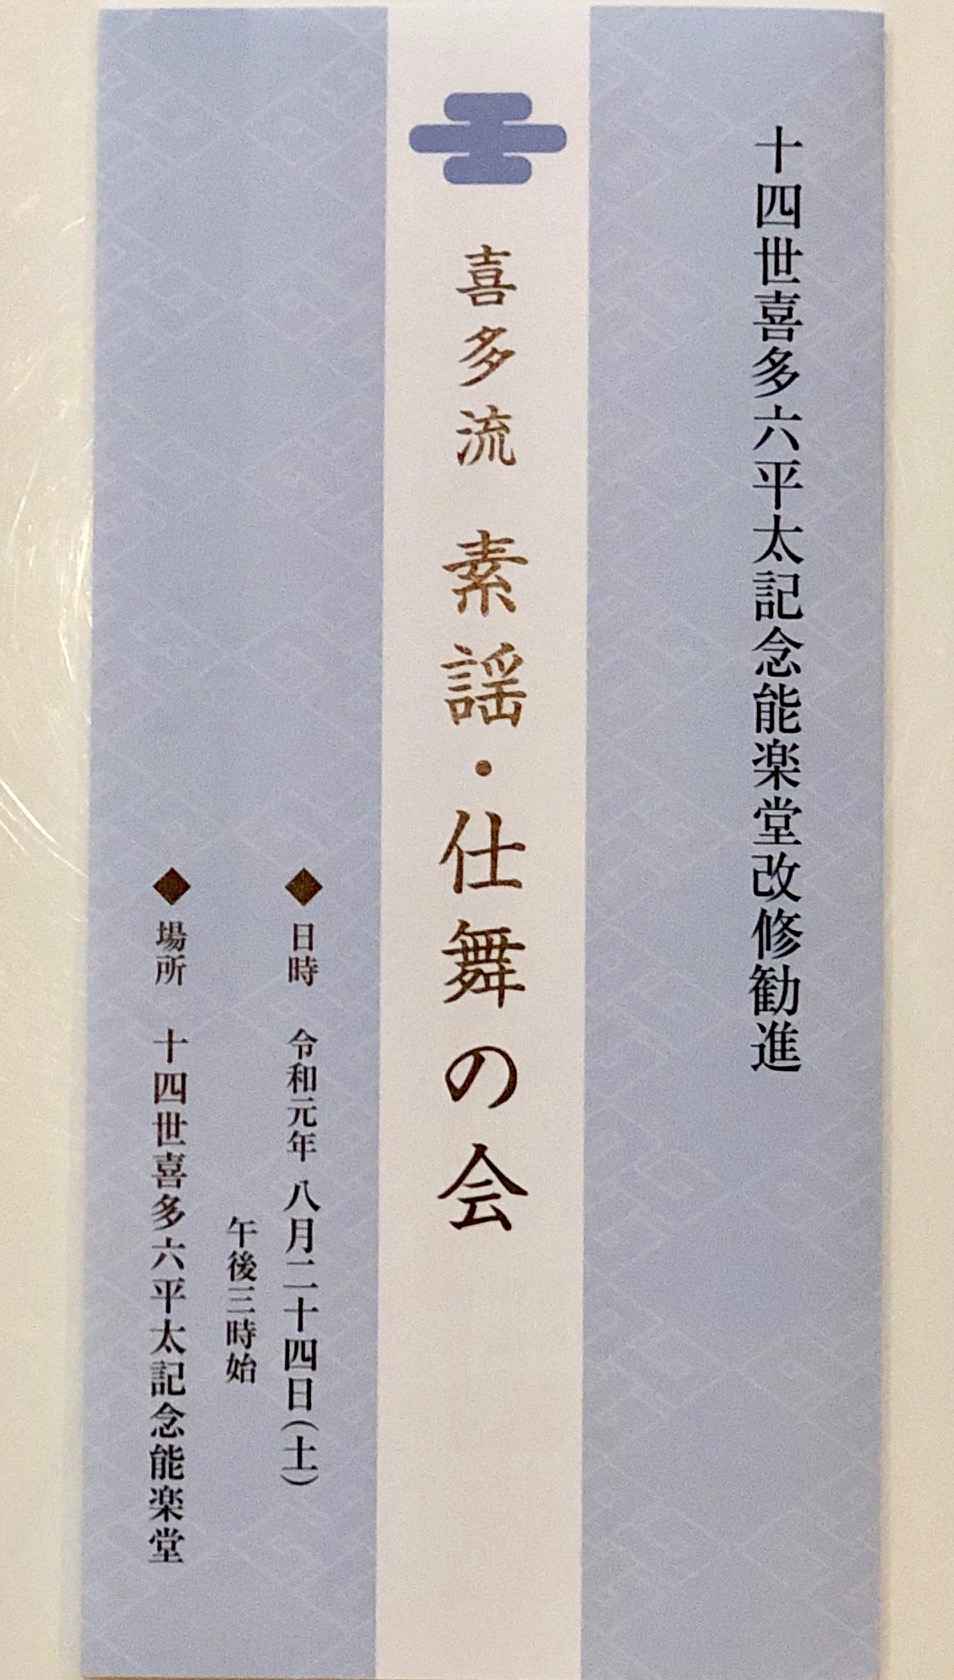 十四世喜多六平太記念能楽堂改修勧進
喜多流 素謡・仕舞の会
◆ 日時 令和元年 八月二十四日(土)
午後三時始
◆ 場所 十四世喜多六平太記念能楽堂